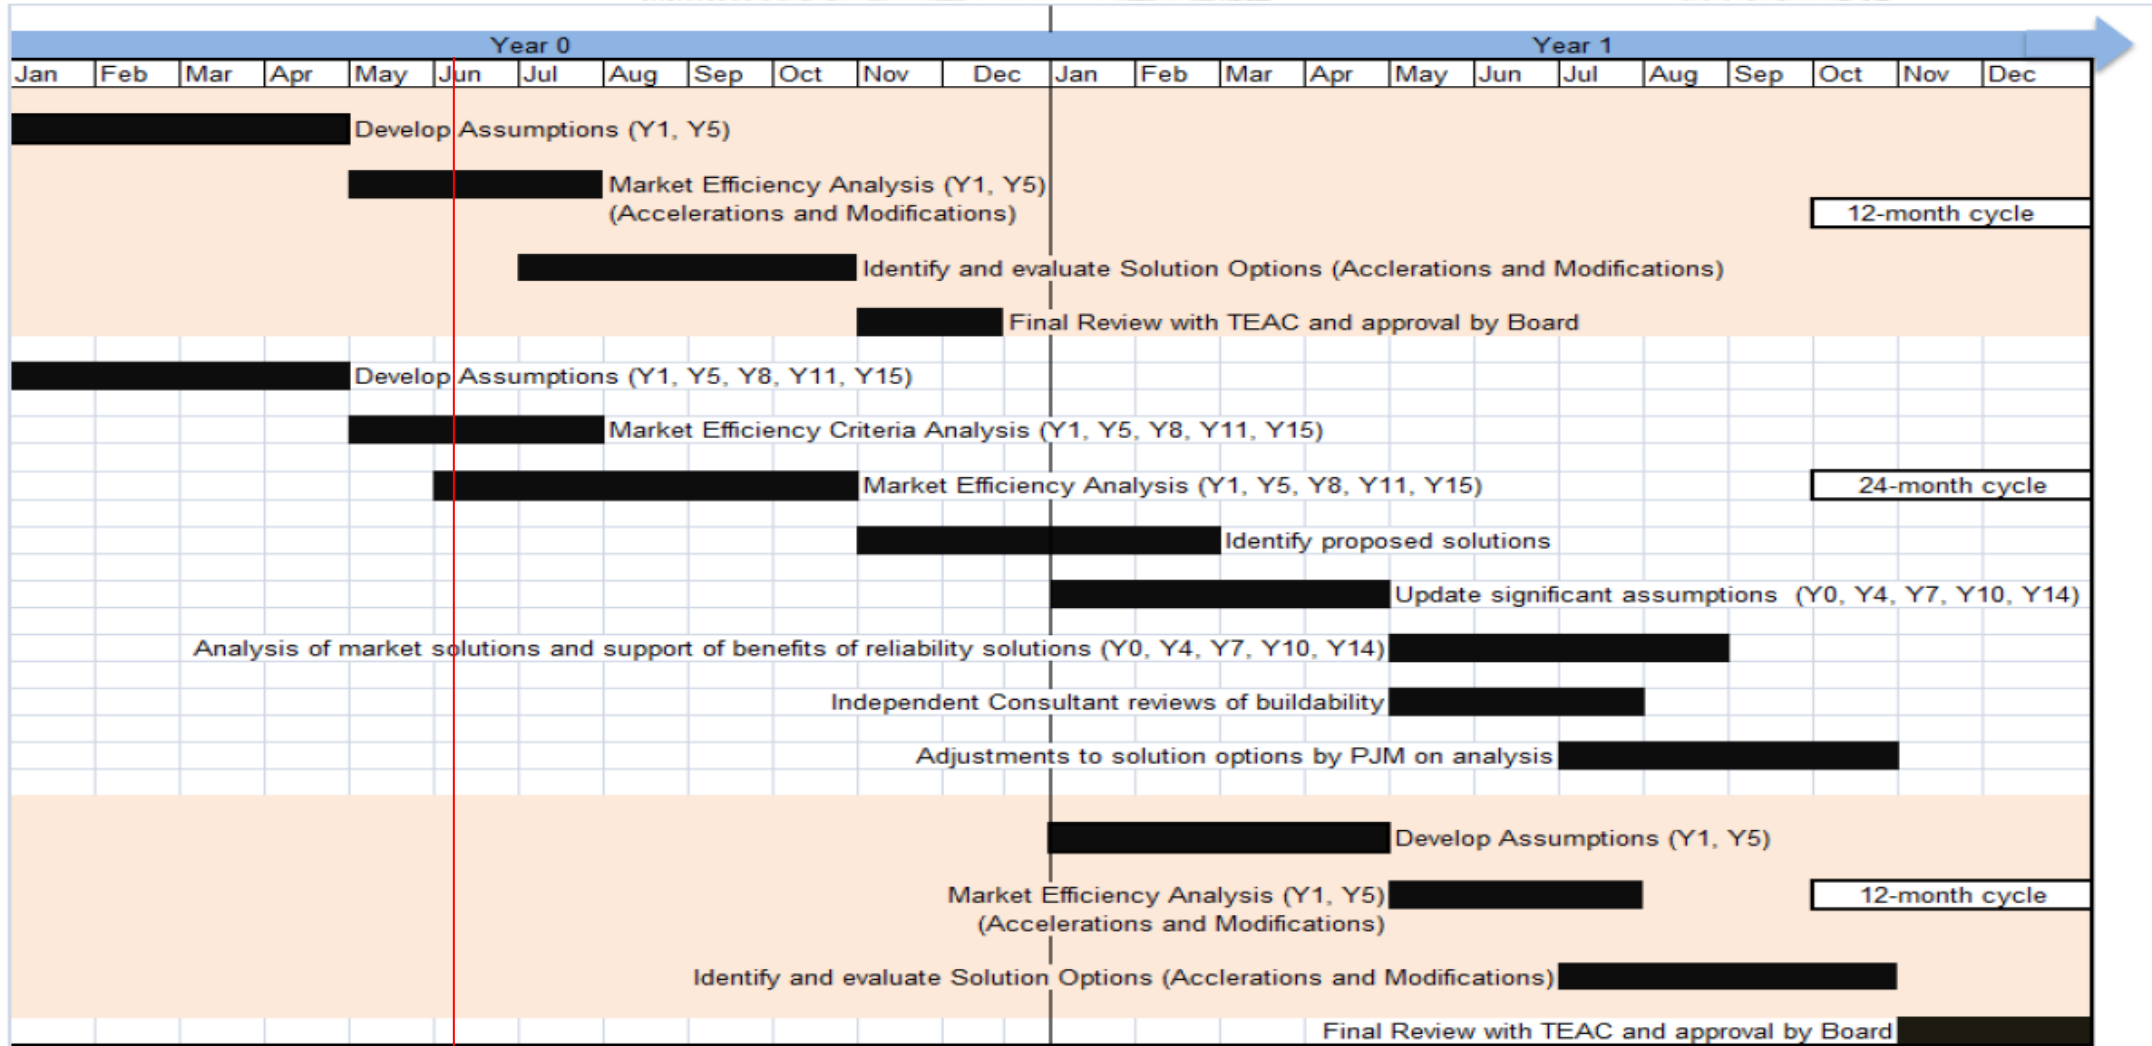 Year 0 Year 1
Jan Feb Mar Apr May Jun Jul Aug Sep Oct Nov Dec Jan Feb Mar Apr May Jun Jul Aug Sep Oct Nov Dec
Develop Assumptions (Y1, Y5)
Market Efficiency Analysis (Y1, Y5)
(Accelerations and Modifications)
12-month cycle
Identify and evaluate Solution Options (Acclerations and Modifications)
Final Review with TEAC and approval by Board
Develop Assumptions (Y1, Y5, Y8, Y11, Y15)
Market Efficiency Criteria Analysis (Y1, Y5, Y8, Y11, Y15)
Market Efficiency Analysis (Y1, Y5, Y8, Y11, Y15)
24-month cycle
Identify proposed solutions
Update significant assumptions (Y0, Y4, Y7, Y10, Y14)
Analysis of market solutions and support of benefits of reliability solutions (Y0, Y4, Y7, Y10, Y14)
Independent Consultant reviews of buildability
Adjustments to solution options by PJM on analysis
Develop Assumptions (Y1, Y5)
Market Efficiency Analysis (Y1, Y5)
(Accelerations and Modifications)
12-month cycle
Identify and evaluate Solution Options (Acclerations and Modifications)
Final Review with TEAC and approval by Board